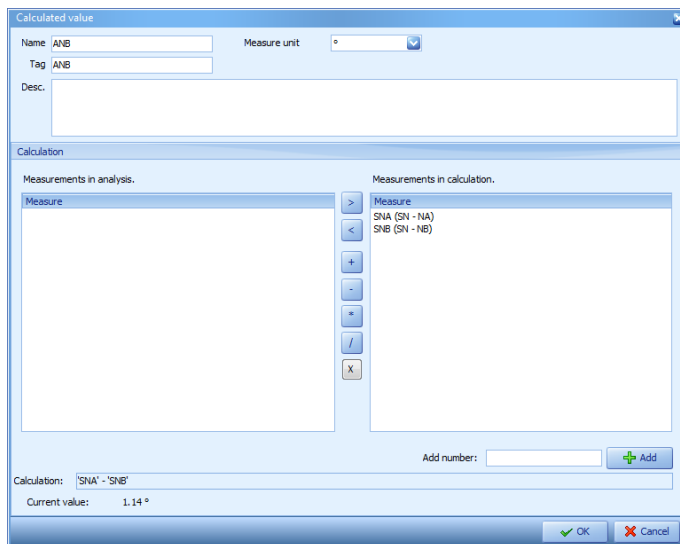 Calculated value
Name ANB Measure unit °
Tag ANB
Desc.
Calculation
Measurements in analysis. Measurements in calculation.
Measure > Measure
SNA (SN - NA)
< SNB (SN - NB)
+
-
*
/
X
Add number: Add
Calculation: 'SNA' - 'SNB'
Current value: 1.14 °
OK Cancel